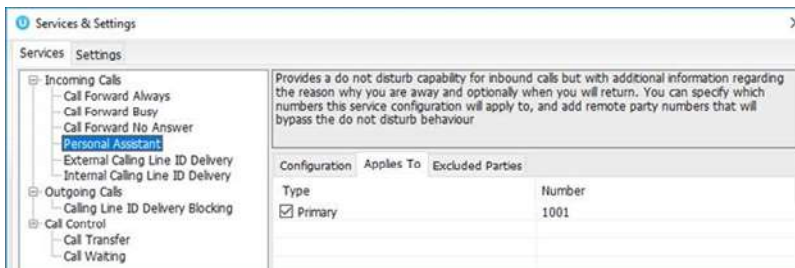 Services & Settings
Services Settings
Incoming Calls
Call Forward Always
Call Forward Busy
Call Forward No Answer
Personal Assistant
External Calling Line ID Delivery
Internal Calling Line ID Delivery
Outgoing Calls
Calling Line ID Delivery Blocking
Call Control
Call Transfer
Call Waiting
Provides a do not disturb capability for inbound calls but with additional information regarding
the reason why you are away and optionally when you will return. You can specify which
numbers this service configuration will apply to, and add remote party numbers that will
bypass the do not disturb behaviour
Configuration Applies To Excluded Parties
Type Number
Primary 1001